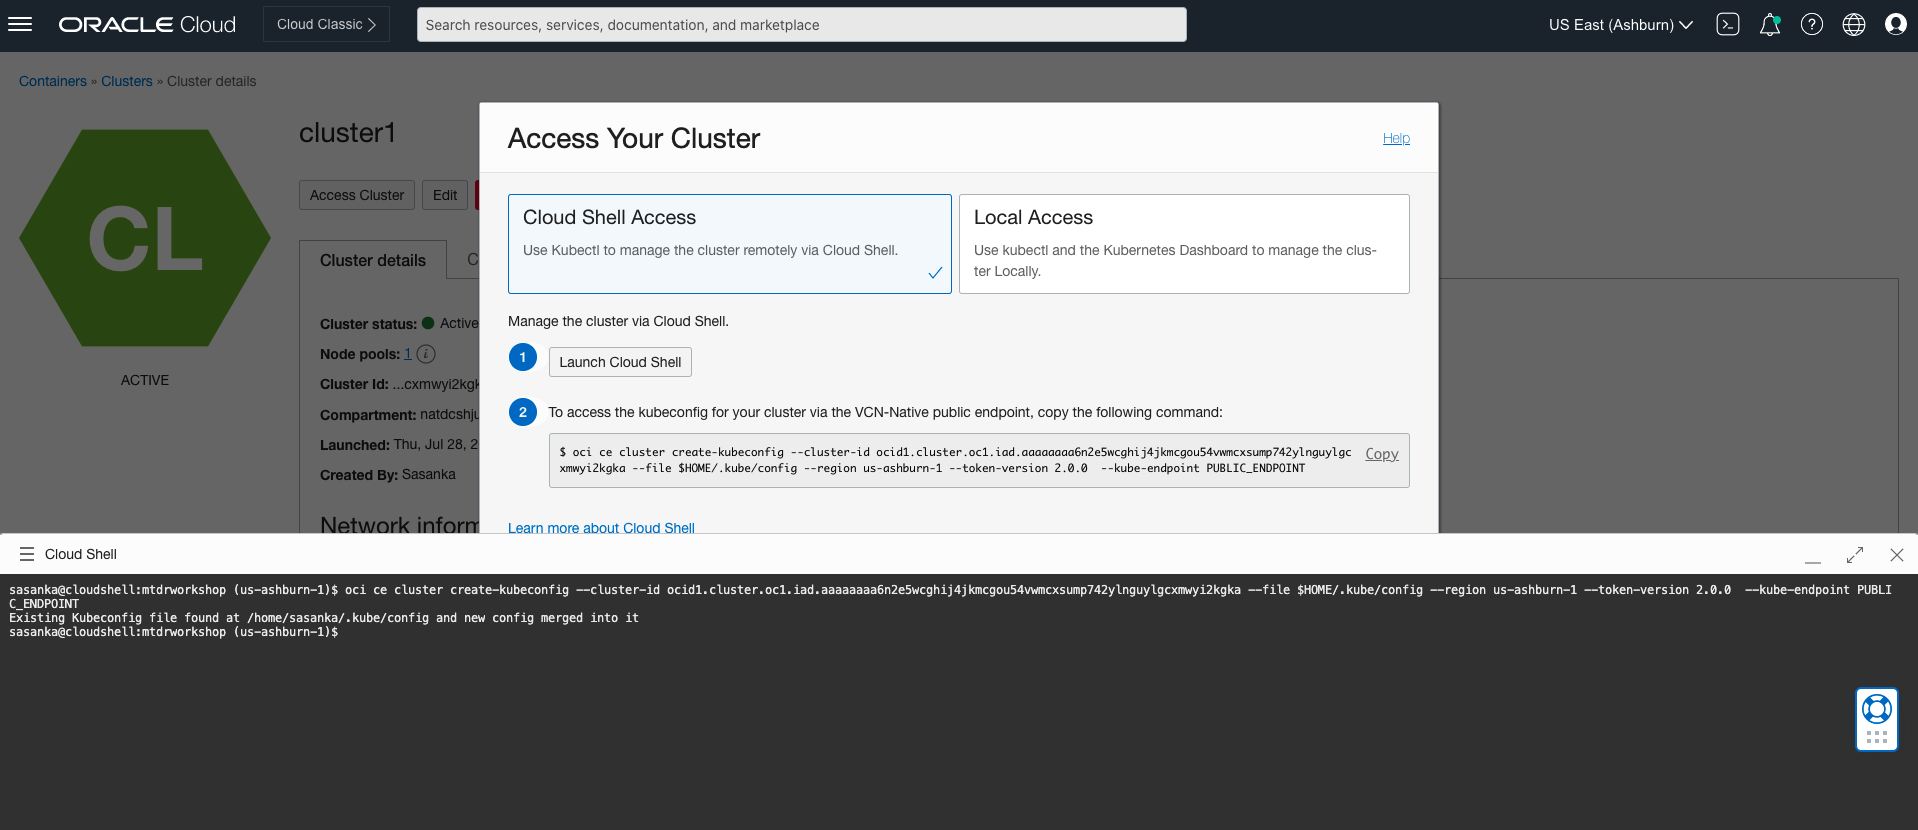 ORACLE Cloud
Cloud Classic
Search resources, services, documentation, and marketplace
US East (Ashburn)
Containers » Clusters » Cluster details
CL
ACTIVE
cluster1
Access Cluster
Edit
Cluster details
C
Cluster status: Active
Node pools: 1
Cluster Id: ...cxmwyi2kgk
Compartment: natdcshju
Launched: Thu, Jul 28, 2
Created By: Sasanka
Network inform
Access Your Cluster
Help
Cloud Shell Access
Use Kubectl to manage the cluster remotely via Cloud Shell.
Local Access
Use kubectl and the Kubernetes Dashboard to manage the clus-
ter Locally.
Manage the cluster via Cloud Shell.
1
Launch Cloud Shell
2
To access the kubeconfig for your cluster via the VCN-Native public endpoint, copy the following command:
$ oci ce cluster create-kubeconfig --cluster-id ocid1.cluster.oc1.iad.aaaaaaaa6n2e5wcghij4jkmcgou54vwmcxsump742ylnguylgc
xmwyi2kgka --file $HOME/.kube/config --region us-ashburn-1 --token-version 2.0.0  --kube-endpoint PUBLIC_ENDPOINT
Copy
Learn more about Cloud Shell
Cloud Shell
sasanka@cloudshell:mtdrworkshop (us-ashburn-1)$ oci ce cluster create-kubeconfig --cluster-id ocid1.cluster.oc1.iad.aaaaaaaa6n2e5wcghij4jkmcgou54vwmcxsump742ylnguylgcxmwyi2kgka --file $HOME/.kube/config --region us-ashburn-1 --token-version 2.0.0  --kube-endpoint PUBLI
C_ENDPOINT
Existing Kubeconfig file found at /home/sasanka/.kube/config and new config merged into it
sasanka@cloudshell:mtdrworkshop (us-ashburn-1)$